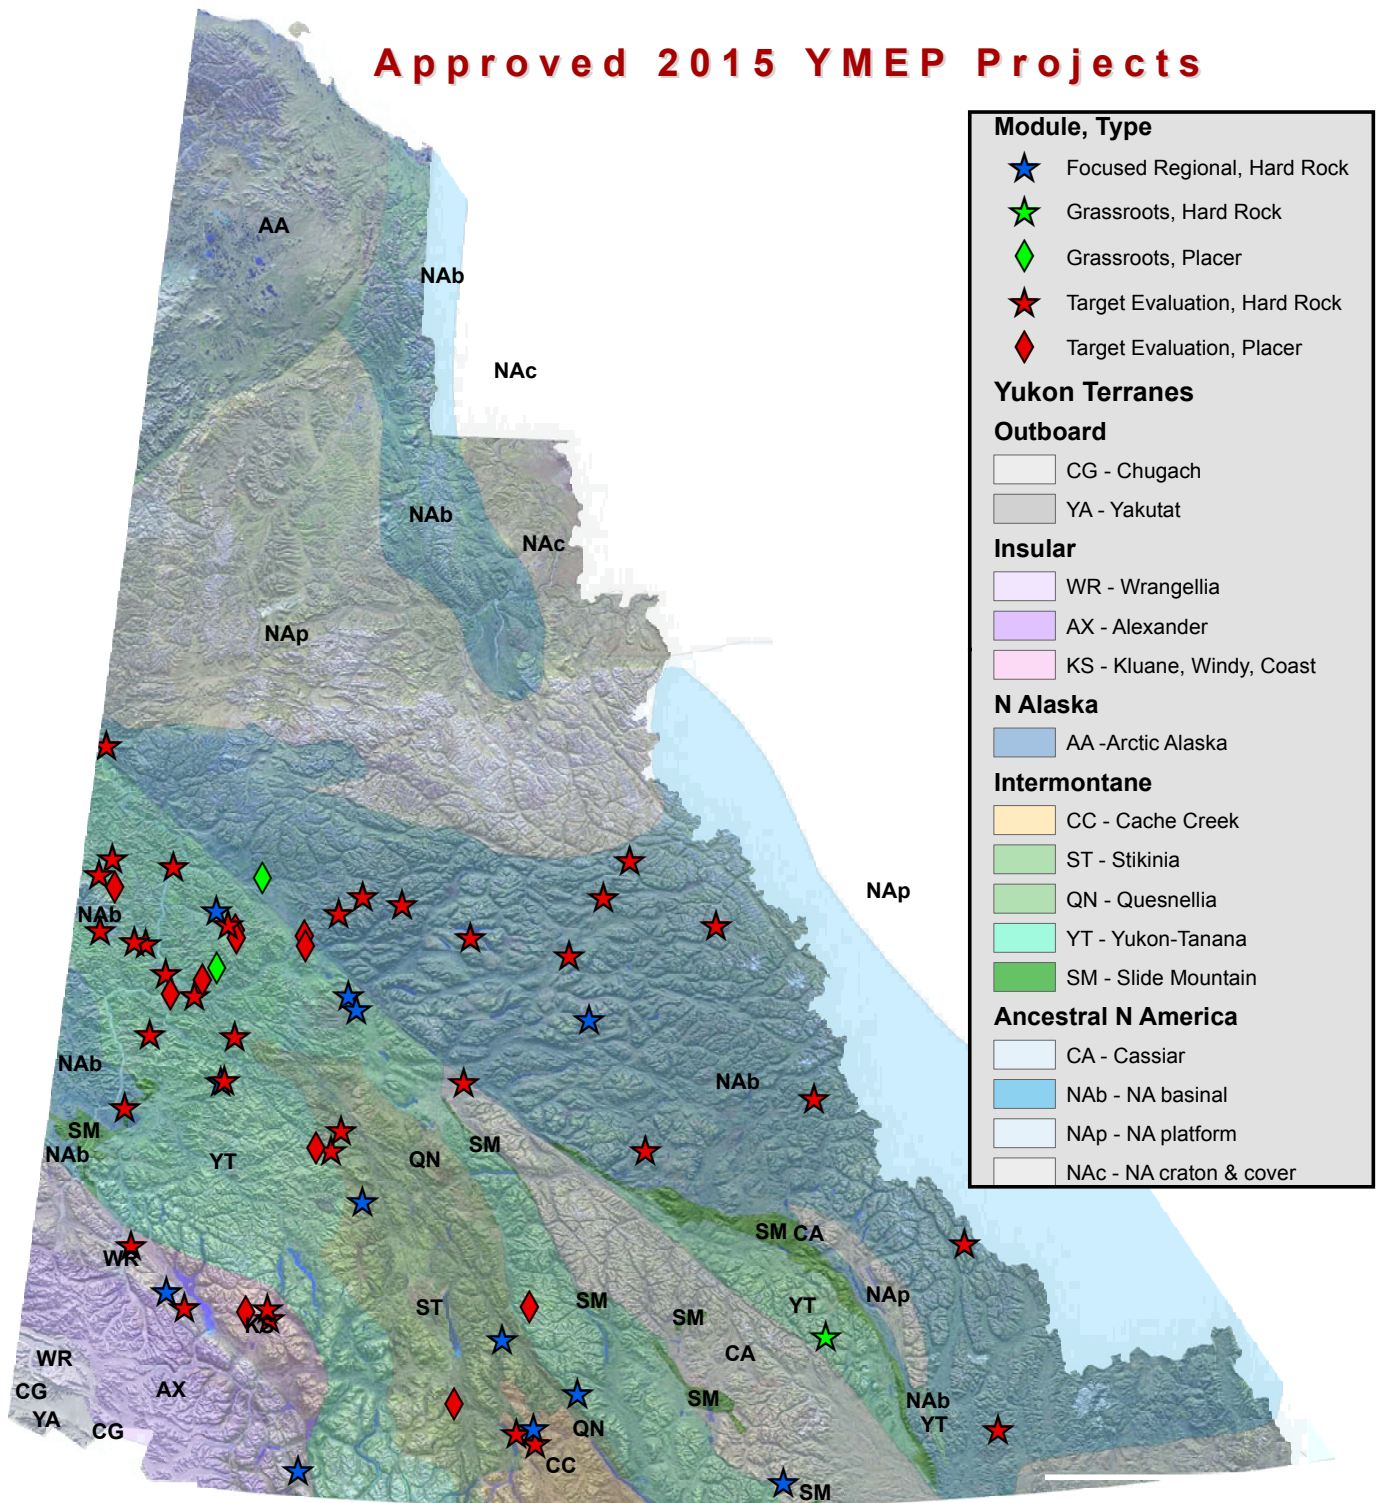 Approved 2015 YMEP Projects
Module, Type
Focused Regional, Hard Rock
Grassroots, Hard Rock
Grassroots, Placer
Target Evaluation, Hard Rock
Target Evaluation, Placer
Yukon Terranes
Outboard
CG - Chugach
YA - Yakutat
Insular
WR - Wrangellia
AX - Alexander
KS - Kluane, Windy, Coast
N Alaska
AA -Arctic Alaska
Intermontane
CC - Cache Creek
ST - Stikinia
QN - Quesnellia
YT - Yukon-Tanana
SM - Slide Mountain
Ancestral N America
CA - Cassiar
NAb - NA basinal
NAp - NA platform
NAc - NA craton & cover
AA
NAb
NAc
NAb
NAc
NAp
NAp
NAb
NAb
NAb
SM
NAb
YT
QN
SM
SM CA
WR
NAp
YT
ST
SM
SM
KS
CA
WR
AX
CG
SM
NAb
YA
YT
CG
QN
CC
SM